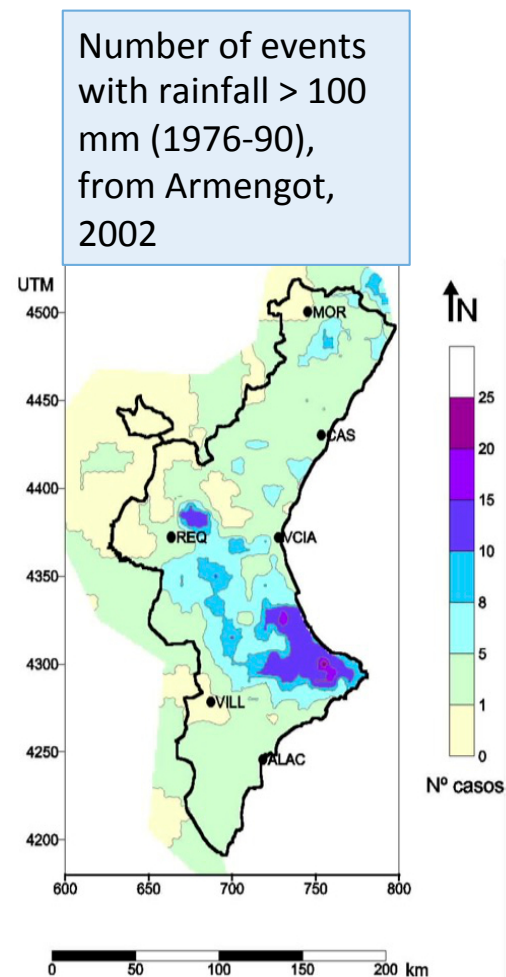 Number of events
with rainfall > 100
mm (1976-90),
from Armengot,
2002
UTM
N
4500
MOR
4450
CAS
25
20
4400
15
REQ
VCIA
10
4350
8
5
4300
1
VILL
0
4250
ALAC
Nº casos
4200
600 650 700 750 800
0 50 100 150 200 km